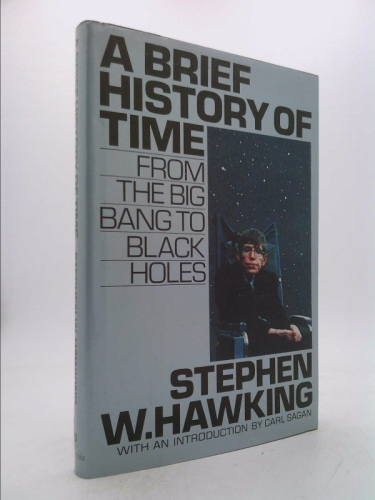 A BRIEF
HISTORY OF
TIME
FROM
THE BIG
BANG TO
BLACK
HOLES
STEPHEN
W.HAWKING
WITH AN INTRODUCTION BY CARL SAGAN